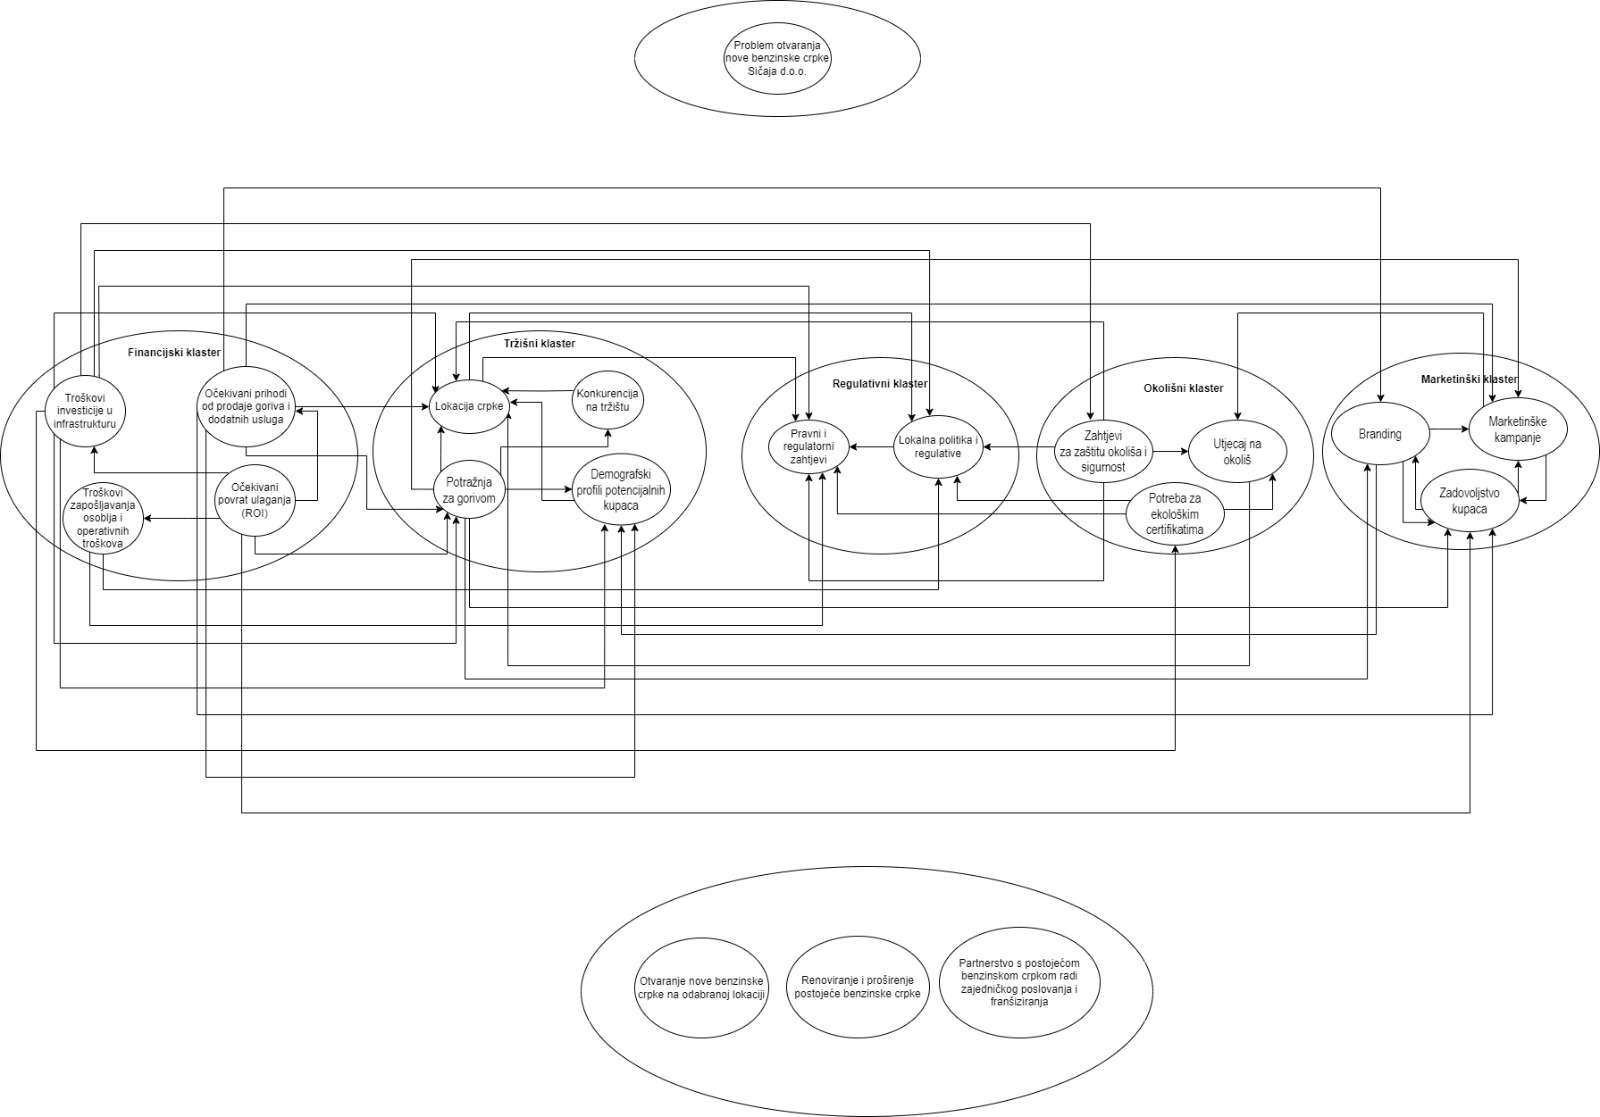 Problem otvaranja
nove benzinske crpke
Sičaja d.o.o.
Financijski klaster
Troškovi
investicije u
infrastrukturu
Očekivani prihodi
od prodaje goriva i
dodatnih usluga
Troškovi
zapošljavanja
osoblja i
operativnih
troškova
Očekivani
povrat ulaganja
(ROI)
Tržišni klaster
Lokacija crpke
Konkurencija
na tržištu
Potražnja
za gorivom
Demografski
profili potencijalnih
kupaca
Regulativni klaster
Pravni i
regulatorni
zahtjevi
Lokalna politika i
regulative
Okolišni klaster
Zahtjevi
za zaštitu okoliša i
sigurnost
Utjecaj na
okoliš
Potreba za
ekološkim
certifikatima
Marketinški klaster
Branding
Marketinške
kampanje
Zadovoljstvo
kupaca
Otvaranje nove benzinske
crpke na odabranoj lokaciji
Renoviranje i proširenje
postojeće benzinske crpke
Partnerstvo s postojećom
benzinskom crpkom radi
zajedničkog poslovanja i
franšiziranja